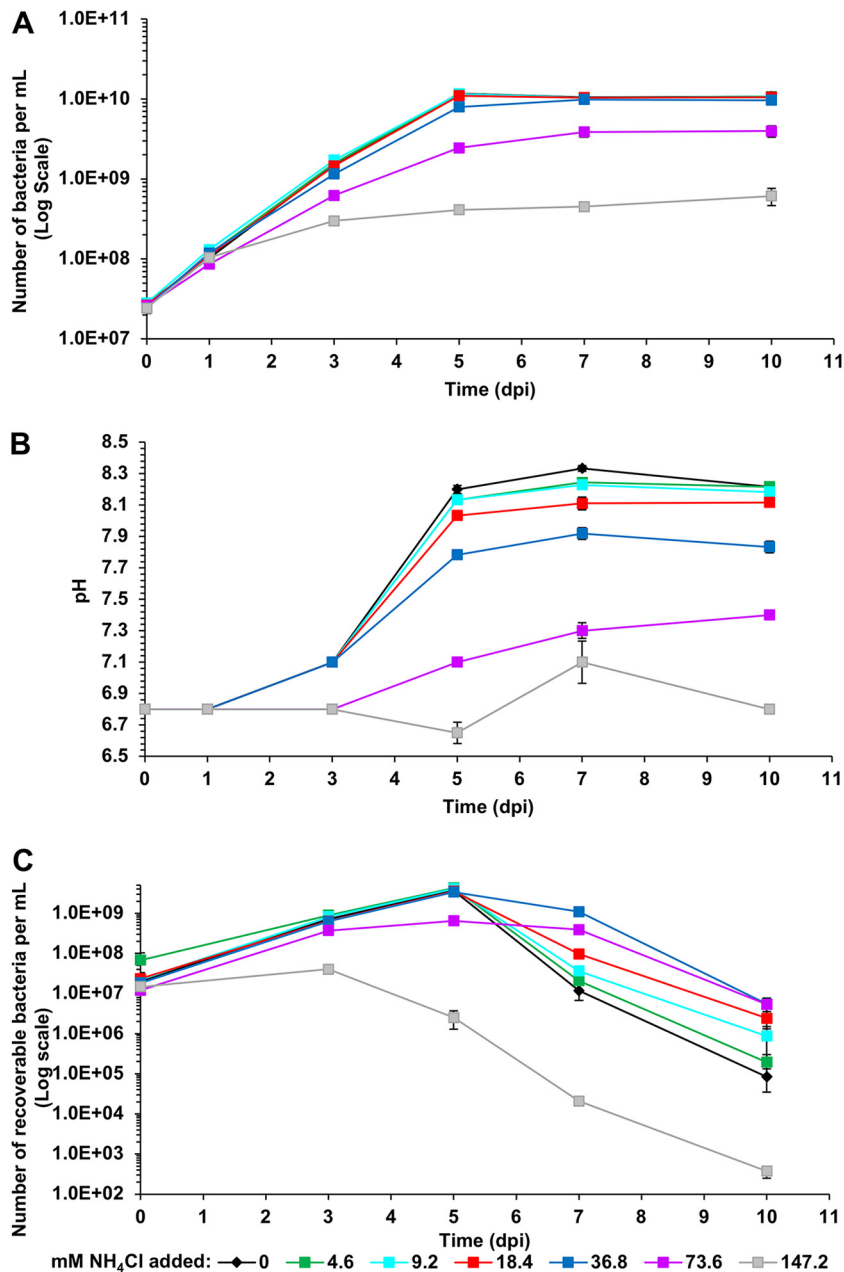 A
Number of bacteria per mL
(Log Scale)
1.0E+11
1.0E+10
1.0E+09
1.0E+08
1.0E+07
0 1 2 3 4 5 6 7 8 9 10 11
Time (dpi)
B
pH
8.5
8.3
8.1
7.9
7.7
7.5
7.3
7.1
6.9
6.7
6.5
0 1 2 3 4 5 6 7 8 9 10 11
Time (dpi)
C
Number of recoverable bacteria per mL
(Log scale)
1.0E+09
1.0E+08
1.0E+07
1.0E+06
1.0E+05
1.0E+04
1.0E+03
1.0E+02
0 1 2 3 4 5 6 7 8 9 10 11
Time (dpi)
mM NH₄Cl added: 0 4.6 9.2 18.4 36.8 73.6 147.2